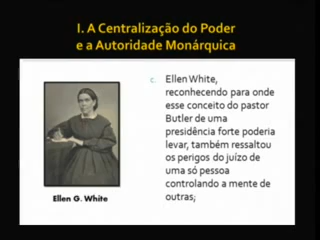 I. A Centralização do Poder
e a Autoridade Monárquica
c. Ellen White,
reconhecendo para onde
esse conceito do pastor
Butler de uma
presidência forte poderia
levar, também ressaltou
os perigos do juízo de
uma só pessoa
controlando a mente de
outras;
Ellen G. White